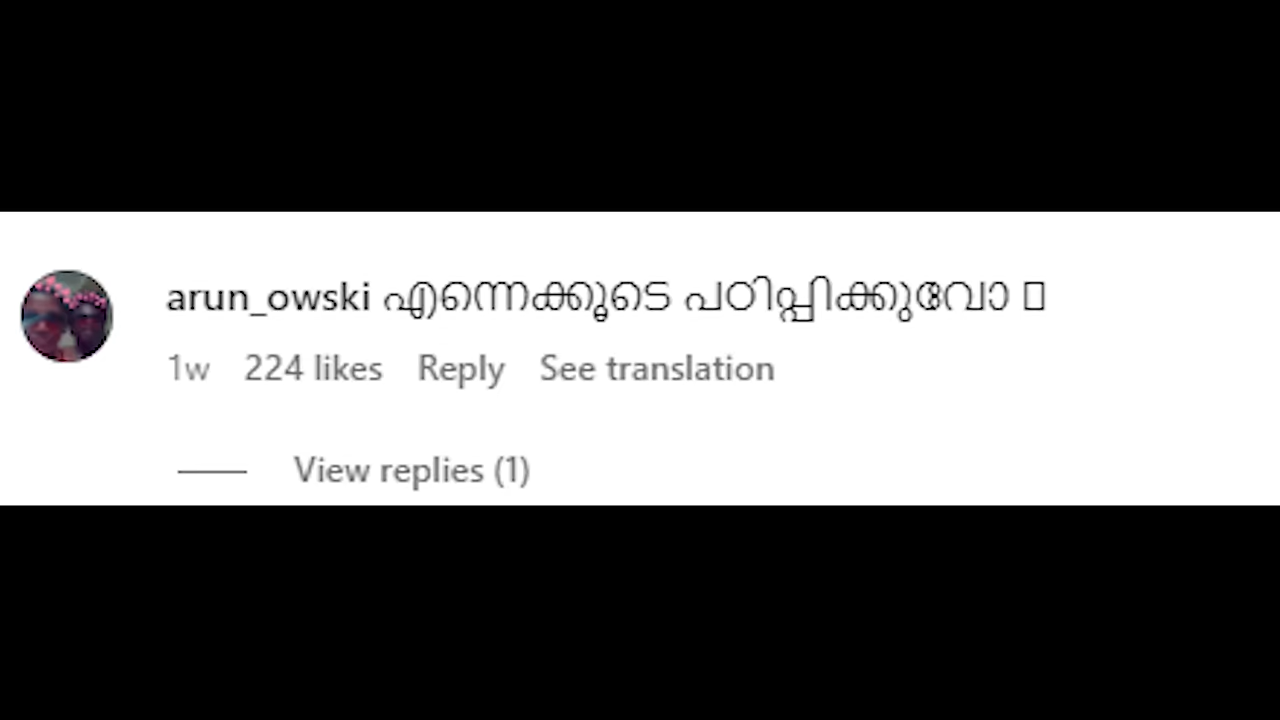 arun_owski എന്നെക്കൂടെ പഠിപ്പിക്കുവോ
1w 224 likes Reply See translation
View replies (1)